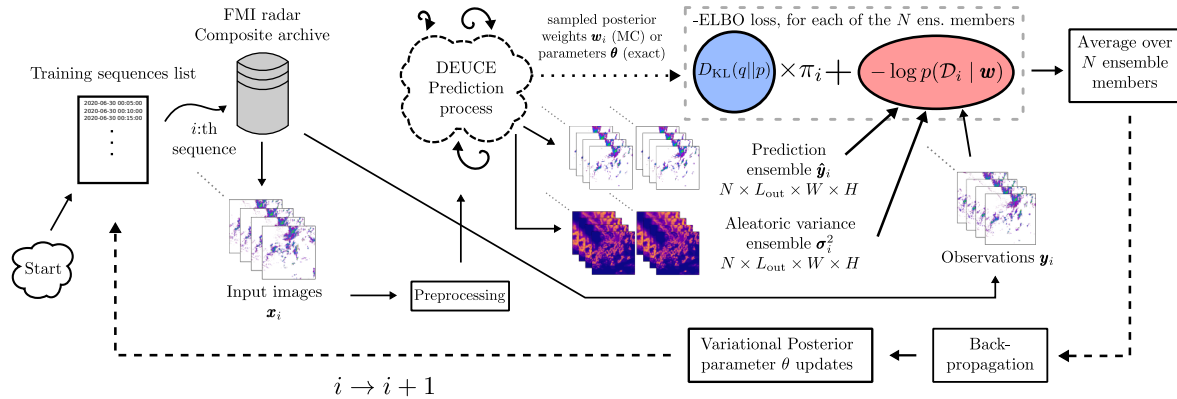 FMI radar
Composite archive
Training sequences list
2020-06-30 00:05:00
2020-06-30 00:10:00
2020-06-30 00:15:00
i:th
sequence
Start
Input images
x_i
Preprocessing
DEUCE
Prediction
process
sampled posterior
weights w_i (MC) or
parameters θ (exact)
-ELBO loss, for each of the N ens. members
D_KL(q||p) ×π_i + − log p(𝒟_i | w)
Average over
N ensemble
members
Prediction
ensemble ŷ_i
N × L_out × W × H
Aleatoric variance
ensemble σ_i^2
N × L_out × W × H
Observations y_i
Back-
propagation
Variational Posterior
parameter θ updates
i → i + 1